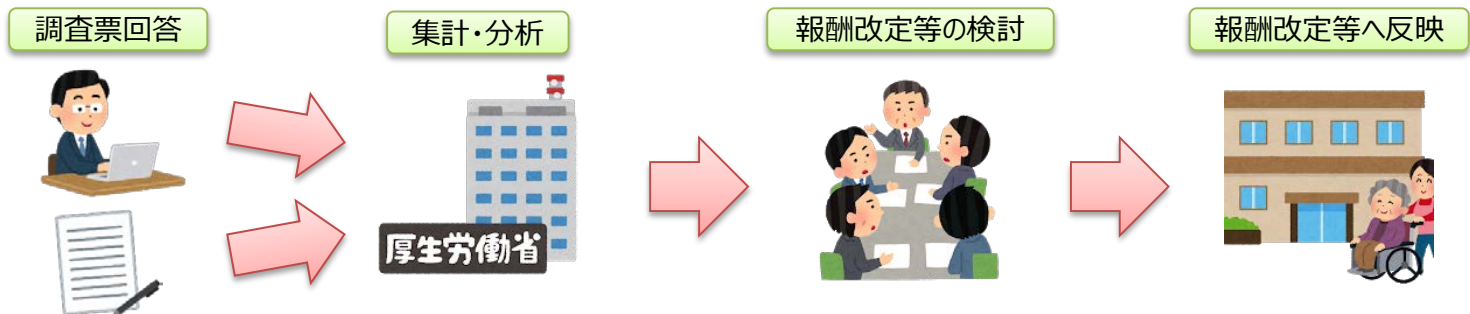 調査票回答
集計・分析
報酬改定等の検討
報酬改定等へ反映
厚生労働省